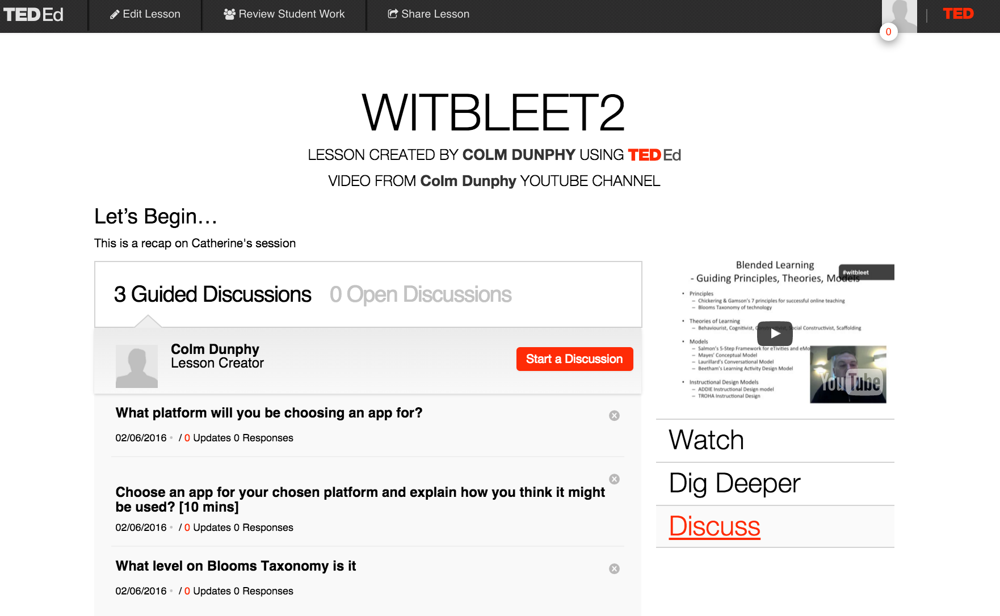 TED Ed
Edit Lesson
Review Student Work
Share Lesson
0
TED
WITBLEET2
LESSON CREATED BY COLM DUNPHY USING TED Ed
VIDEO FROM Colm Dunphy YOUTUBE CHANNEL
Let's Begin…
This is a recap on Catherine's session
3 Guided Discussions 0 Open Discussions
Colm Dunphy
Lesson Creator
Start a Discussion
What platform will you be choosing an app for?
02/06/2016 • / 0 Updates 0 Responses
Choose an app for your chosen platform and explain how you think it might
be used? [10 mins]
02/06/2016 • / 0 Updates 0 Responses
What level on Blooms Taxonomy is it
02/06/2016 • / 0 Updates 0 Responses
Blended Learning
- Guiding Principles, Theories, Models
#witbleet
• Principles
– Chickering & Gamson's 7 principles for successful online teaching
– Blooms Taxonomy of technology
• Theories of Learning
– Behaviourist, Cognitivist, Constructivist, Social Constructivist, Scaffolding
• Models
– Salmon's 5-Step Framework for eTivities and eMo
– Mayes' Conceptual Model
– Laurillard's Conversational Model
– Beetham's Learning Activity Design Model
• Instructional Design Models
– ADDIE Instructional Design model
– TROHA Instructional Design
YouTube
Watch
Dig Deeper
Discuss